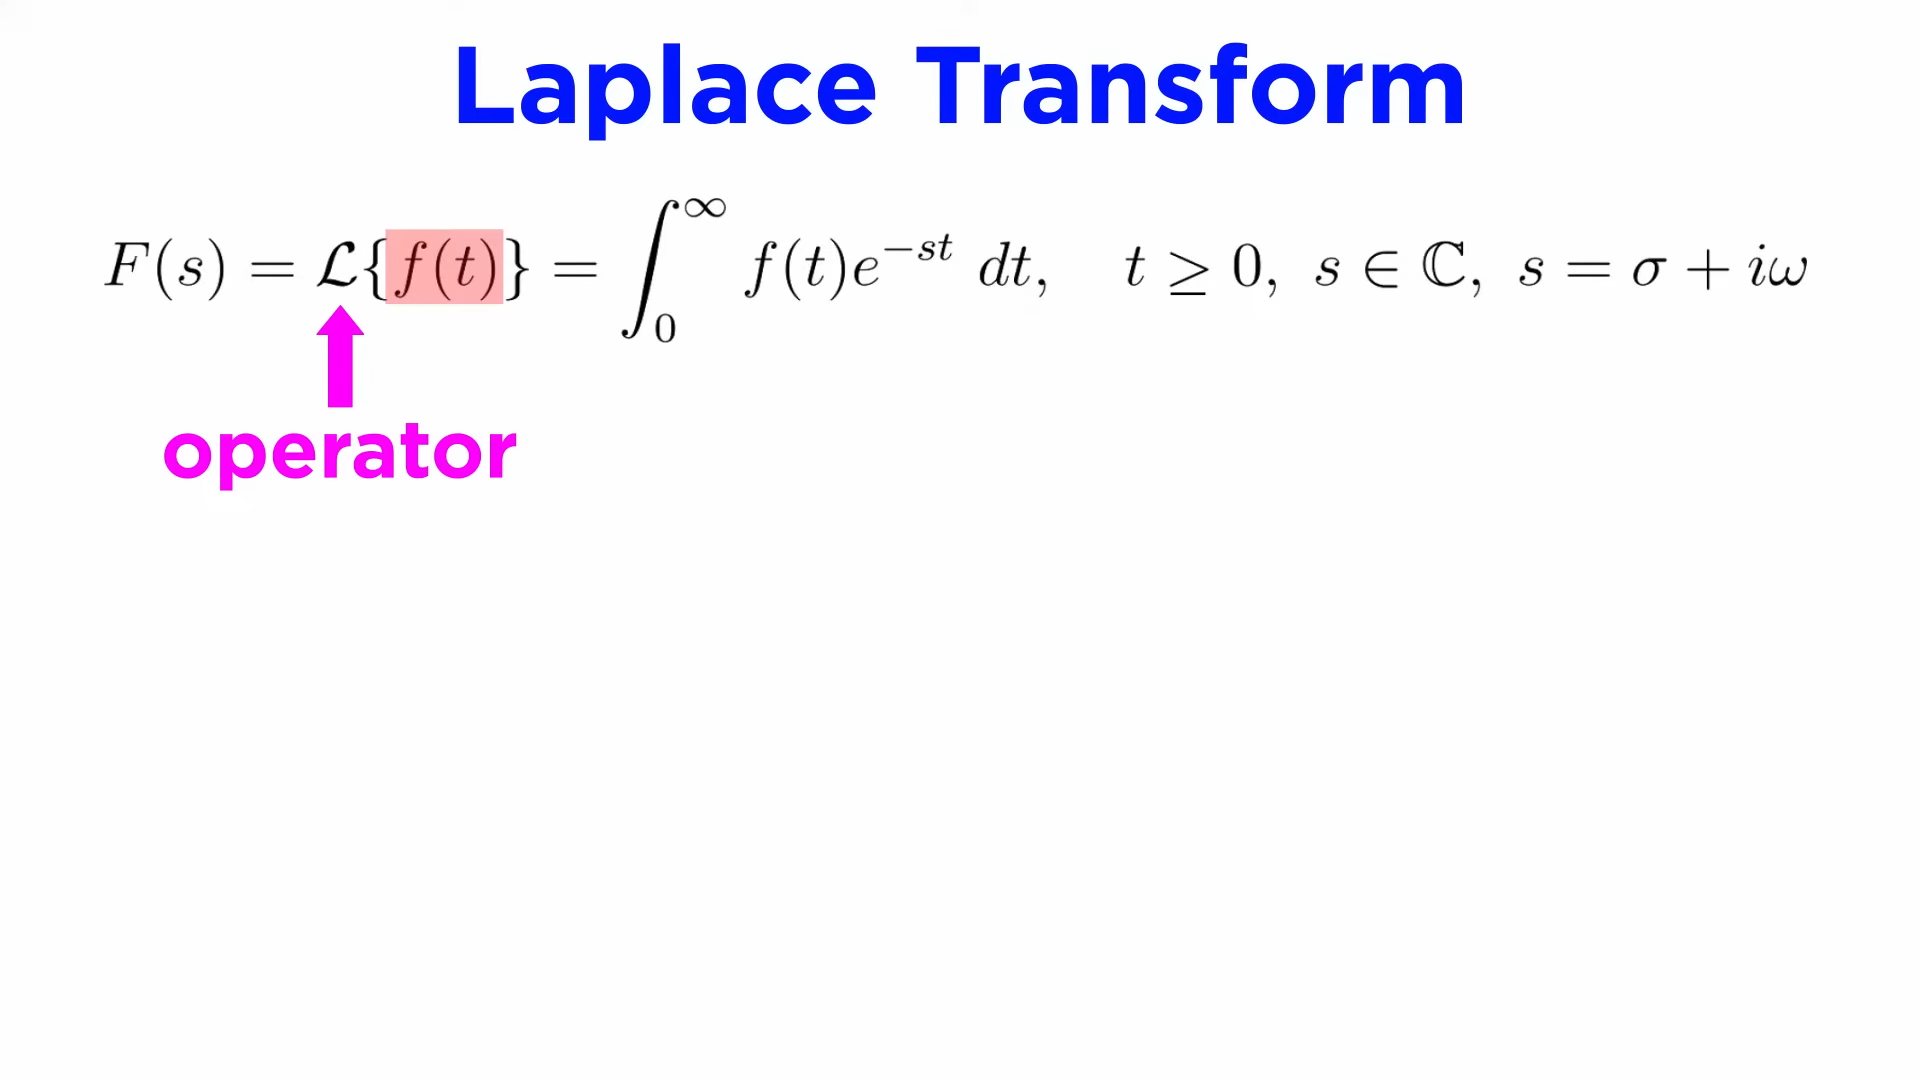 Laplace Transform
F(s) = ℒ{f(t)} = ∫₀^∞ f(t)e^{−st} dt,  t ≥ 0,  s ∈ ℂ,  s = σ + iω
operator